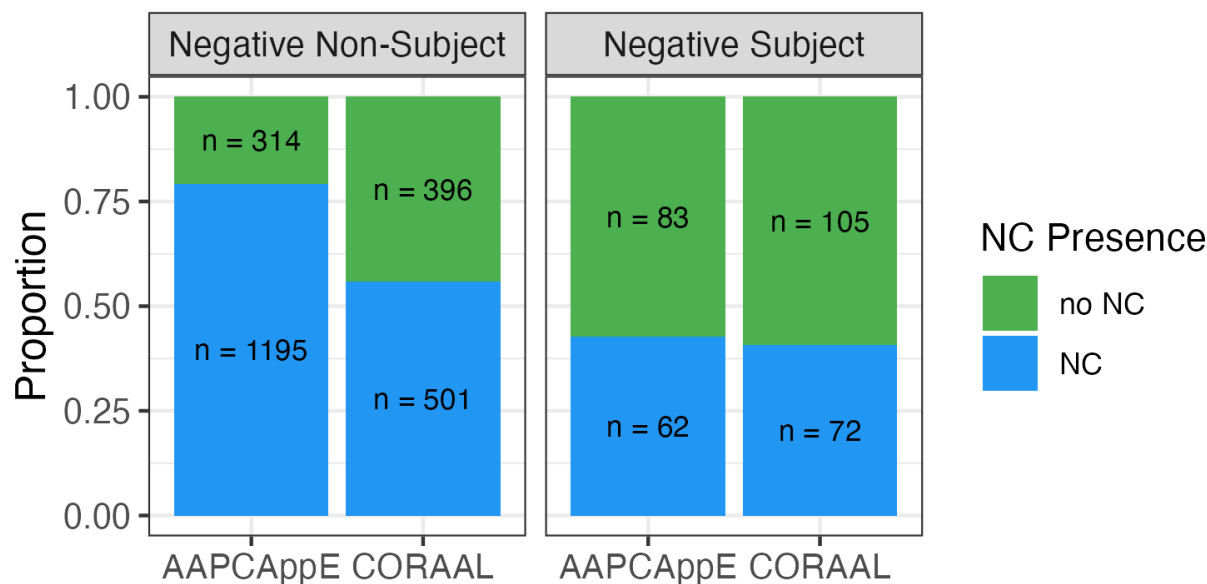 Negative Non-Subject
Negative Subject
Proportion
1.00
0.75
0.50
0.25
0.00
n = 314
n = 1195
n = 396
n = 501
n = 83
n = 62
n = 105
n = 72
AAPCAppE CORAAL
AAPCAppE CORAAL
NC Presence
no NC
NC